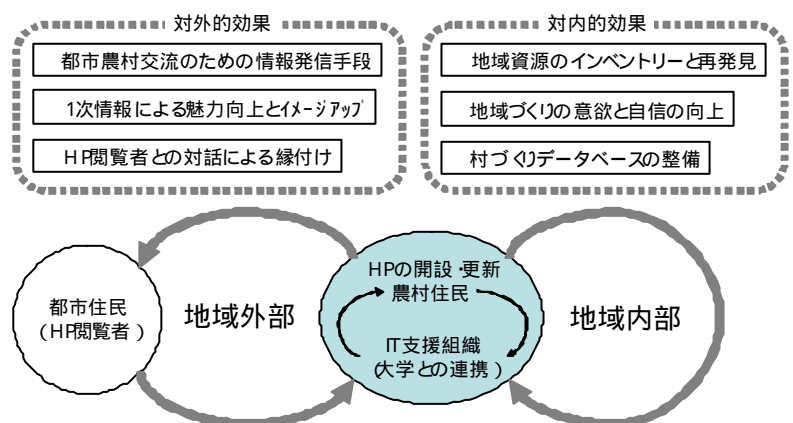 対外的効果
都市農村交流のための情報発信手段
1次情報による魅力向上とイメージアップ
HP閲覧者との対話による縁付け
対内的効果
地域資源のインベントリーと再発見
地域づくりの意欲と自信の向上
村づくりデータベースの整備
都市住民
(HP閲覧者)
地域外部
HPの開設・更新
農村住民
IT支援組織
(大学との連携)
地域内部